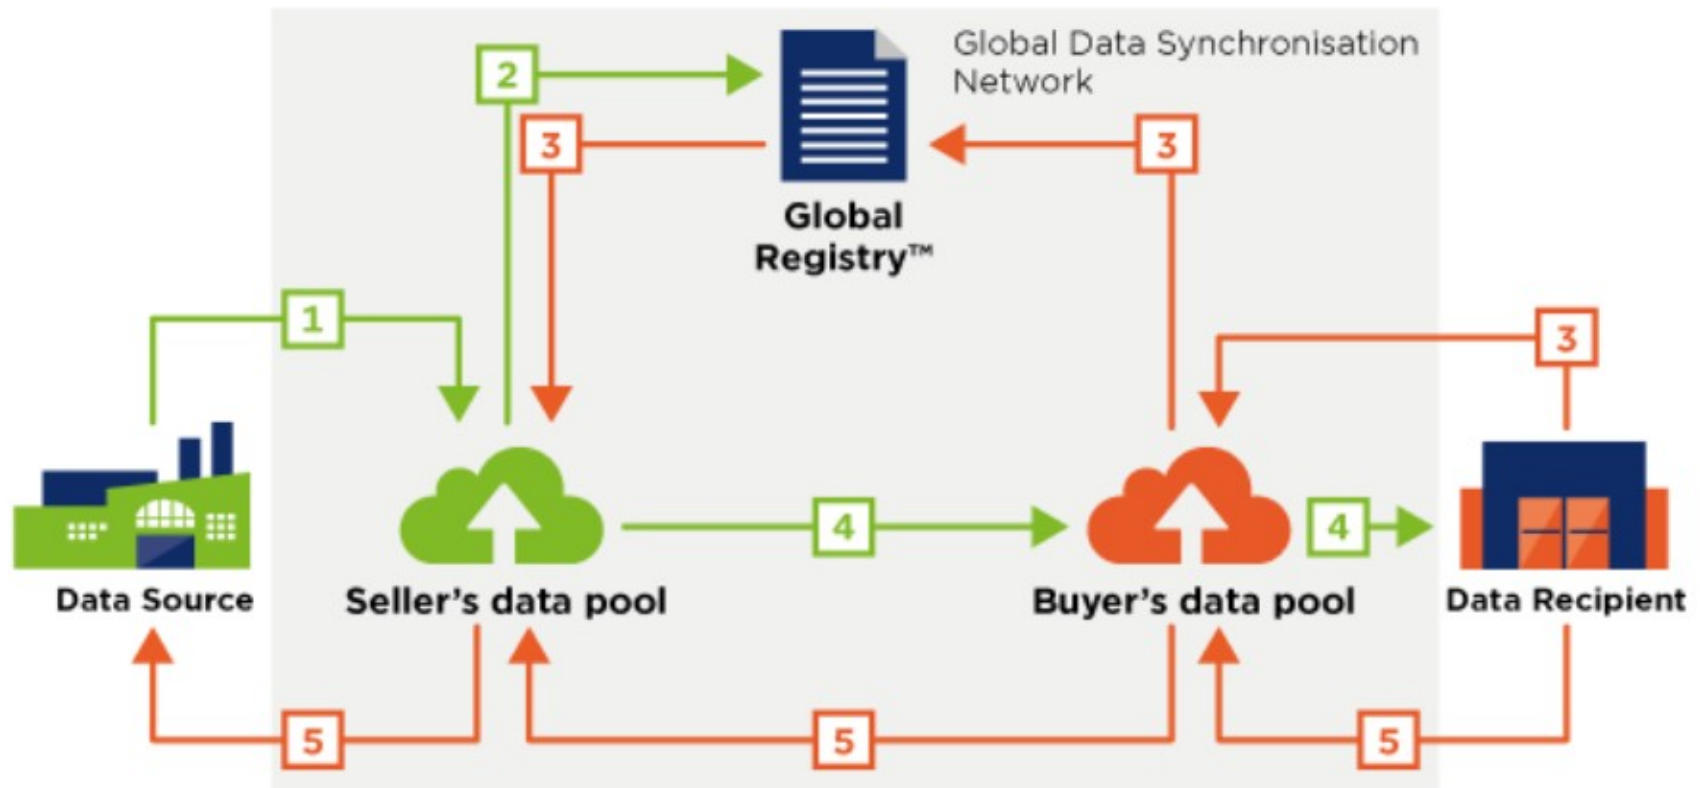 2
Global Data Synchronisation
Network
3
3
Global
Registry™
1
3
4
4
Data Source
Seller's data pool
Buyer's data pool
Data Recipient
5
5
5